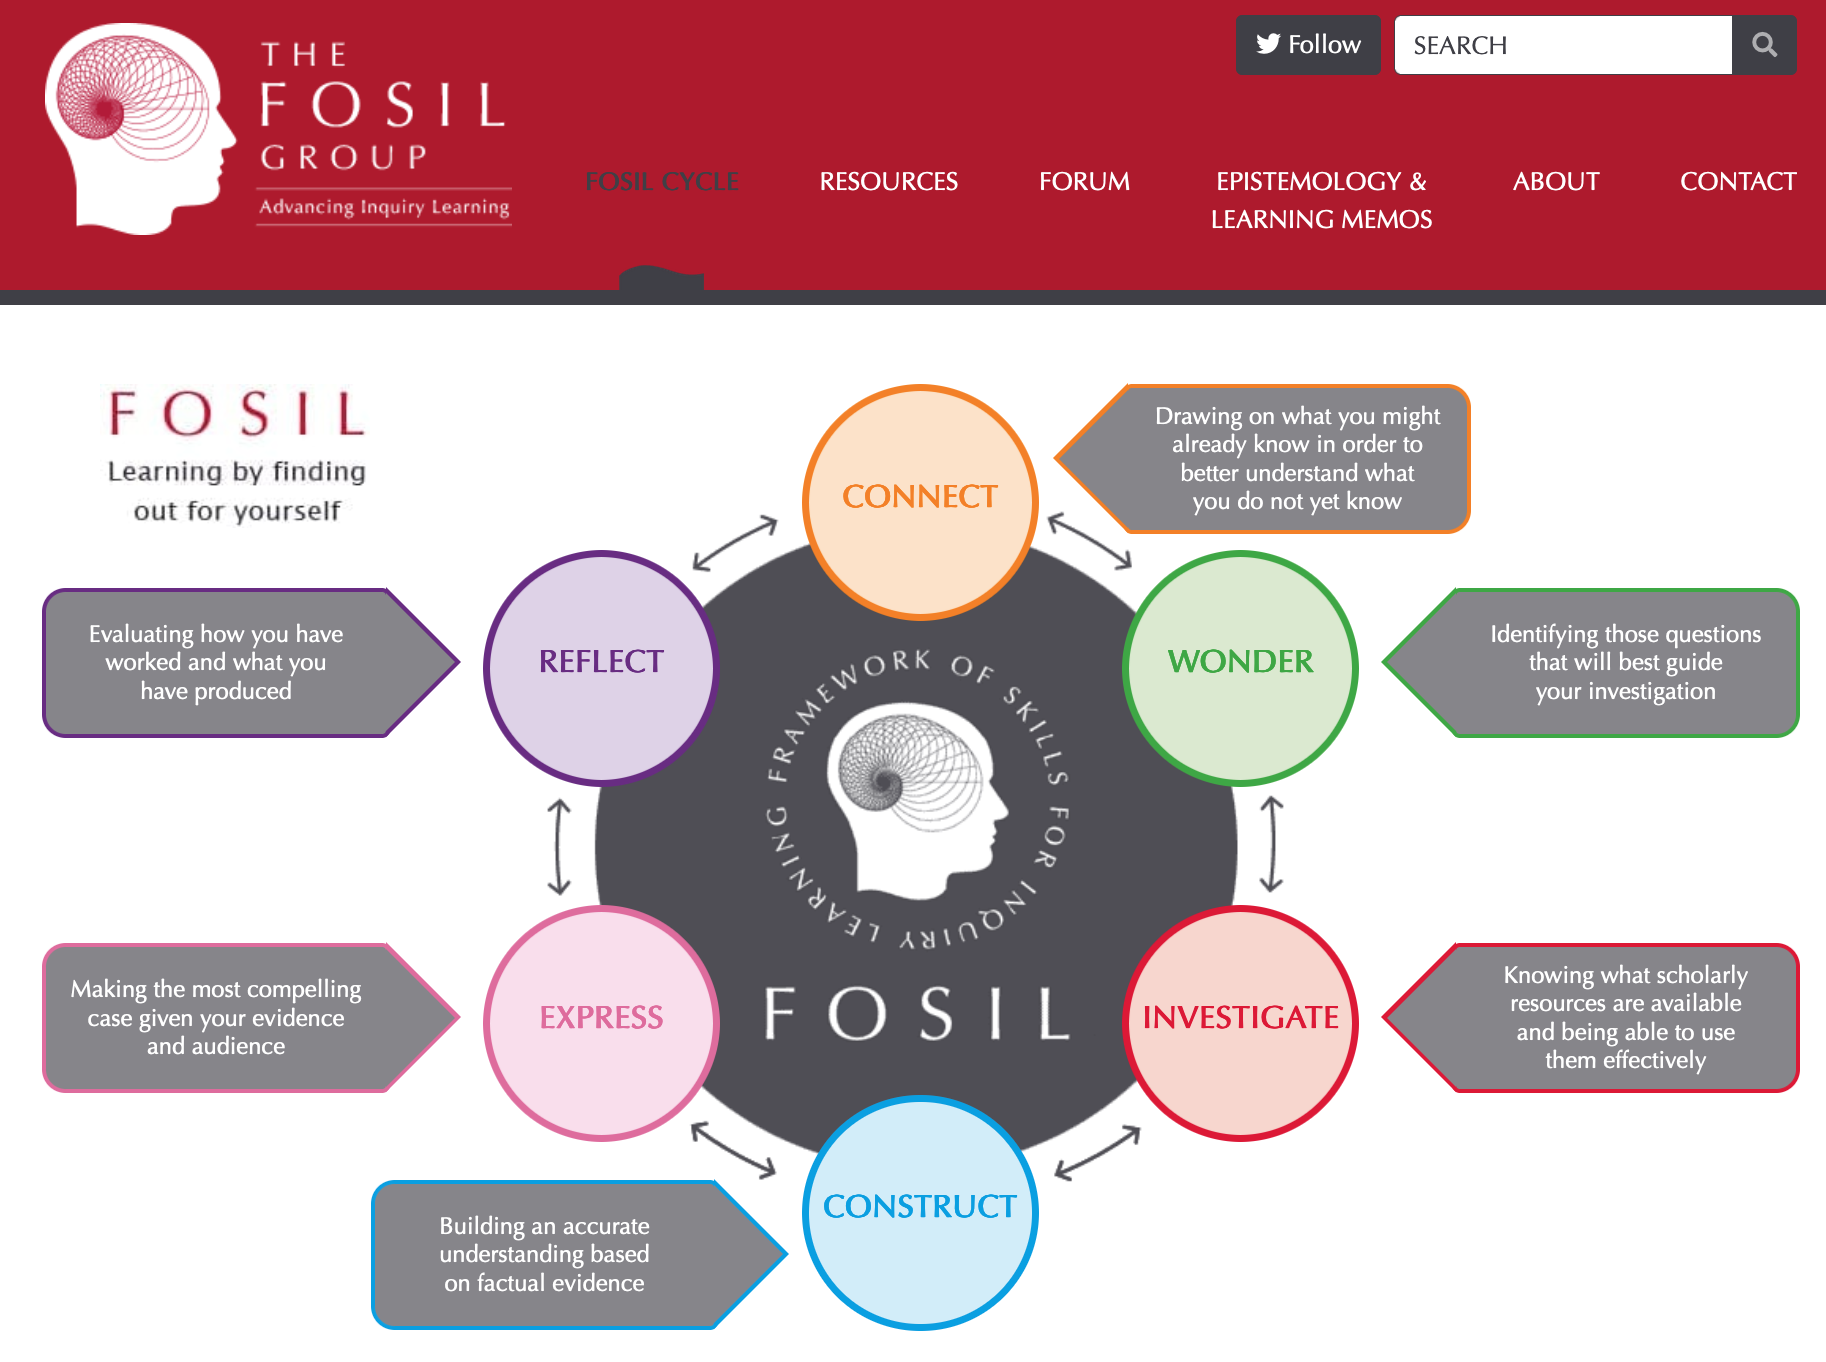 THE
FOSIL
GROUP
Advancing Inquiry Learning
Follow
SEARCH
FOSIL CYCLE
RESOURCES
FORUM
EPISTEMOLOGY &
LEARNING MEMOS
ABOUT
CONTACT
FOSIL
Learning by finding
out for yourself
CONNECT
Drawing on what you might
already know in order to
better understand what
you do not yet know
WONDER
Identifying those questions
that will best guide
your investigation
INVESTIGATE
Knowing what scholarly
resources are available
and being able to use
them effectively
CONSTRUCT
Building an accurate
understanding based
on factual evidence
EXPRESS
Making the most compelling
case given your evidence
and audience
REFLECT
Evaluating how you have
worked and what you
have produced
FRAMEWORK OF SKILLS FOR INQUIRY LEARNING
FOSIL